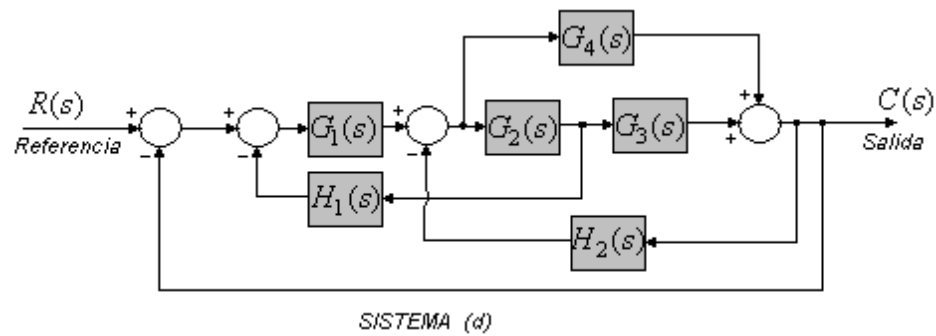 G₄(s)
R(s)
C(s)
+
+
+
+
+
G₁(s)
G₂(s)
G₃(s)
Referencia
Salida
−
−
−
H₁(s)
H₂(s)
SISTEMA (d)